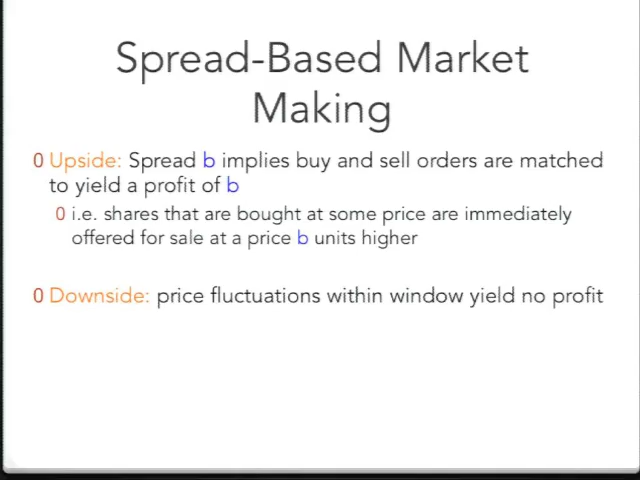 Spread-Based Market
Making
0 Upside: Spread b implies buy and sell orders are matched
to yield a profit of b
0 i.e. shares that are bought at some price are immediately
offered for sale at a price b units higher
0 Downside: price fluctuations within window yield no profit